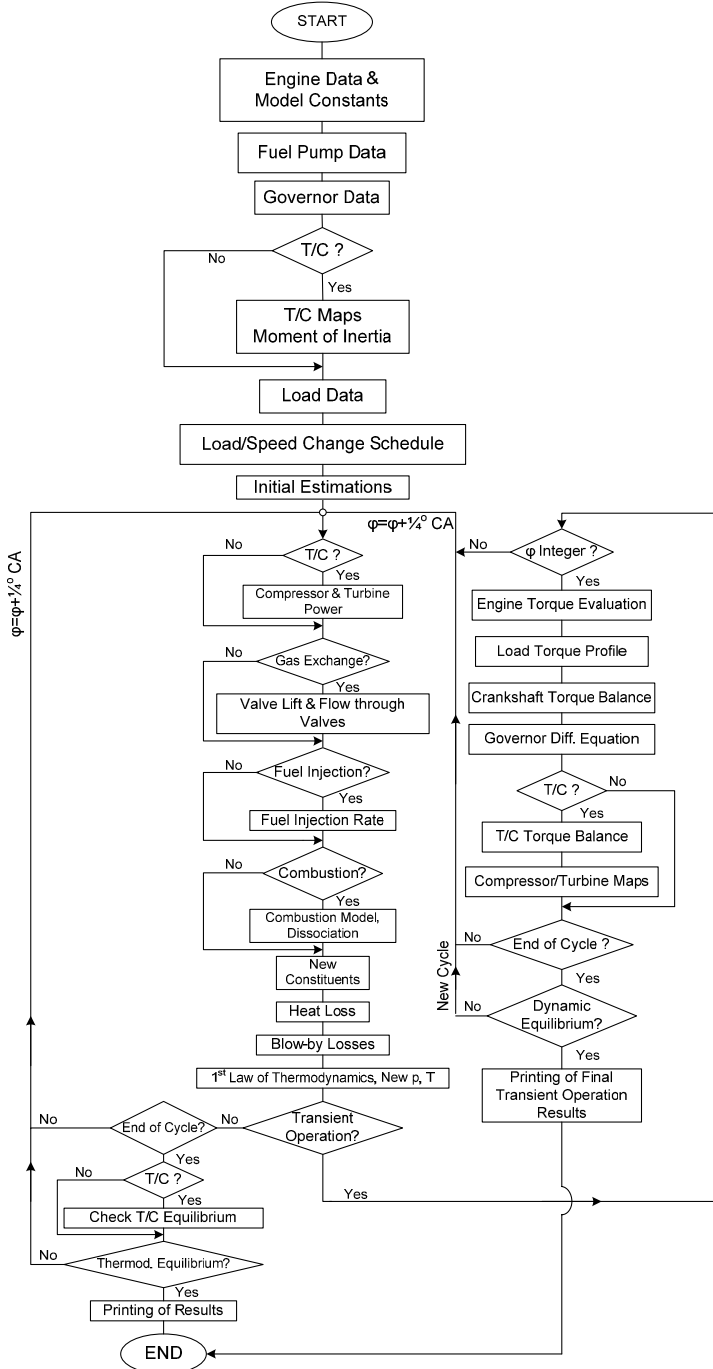 START
Engine Data &
Model Constants
Fuel Pump Data
Governor Data
T/C ?
No
Yes
T/C Maps
Moment of Inertia
Load Data
Load/Speed Change Schedule
Initial Estimations
φ=φ+¼° CA
φ=φ+¼° CA
T/C ?
No
Yes
Compressor & Turbine
Power
Gas Exchange?
No
Yes
Valve Lift & Flow through
Valves
Fuel Injection?
No
Yes
Fuel Injection Rate
Combustion?
No
Yes
Combustion Model,
Dissociation
New
Constituents
Heat Loss
Blow-by Losses
1st Law of Thermodynamics, New p, T
Transient
Operation?
No
Yes
End of Cycle?
No
Yes
T/C ?
No
Yes
Check T/C Equilibrium
Thermod. Equilibrium?
No
Yes
Printing of Results
END
φ Integer ?
No
Yes
Engine Torque Evaluation
Load Torque Profile
Crankshaft Torque Balance
Governor Diff. Equation
T/C ?
No
Yes
T/C Torque Balance
Compressor/Turbine Maps
End of Cycle ?
No
Yes
New Cycle
Dynamic
Equilibrium?
No
Yes
Printing of Final
Transient Operation
Results